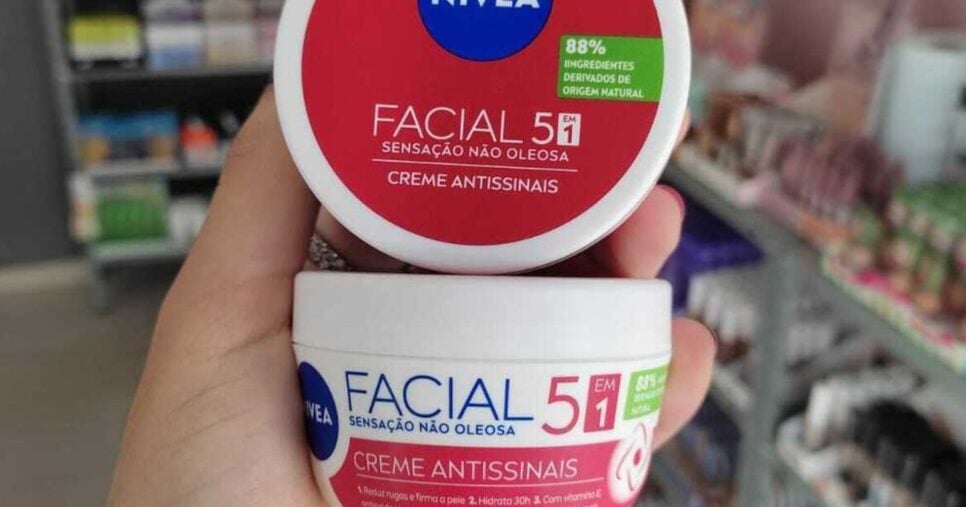 NIVEA
88%
IINGREDIENTES
DERIVADOS DE
ORIGEM NATURAL
FACIAL 5 EM 1
SENSAÇÃO NÃO OLEOSA
CREME ANTISSINAIS
NIVEA
FACIAL 5 EM 1
SENSAÇÃO NÃO OLEOSA
88%
CREME ANTISSINAIS
1. Reduz rugas e firma a pele 2. Hidrata 30h 3. Com vitamina E,